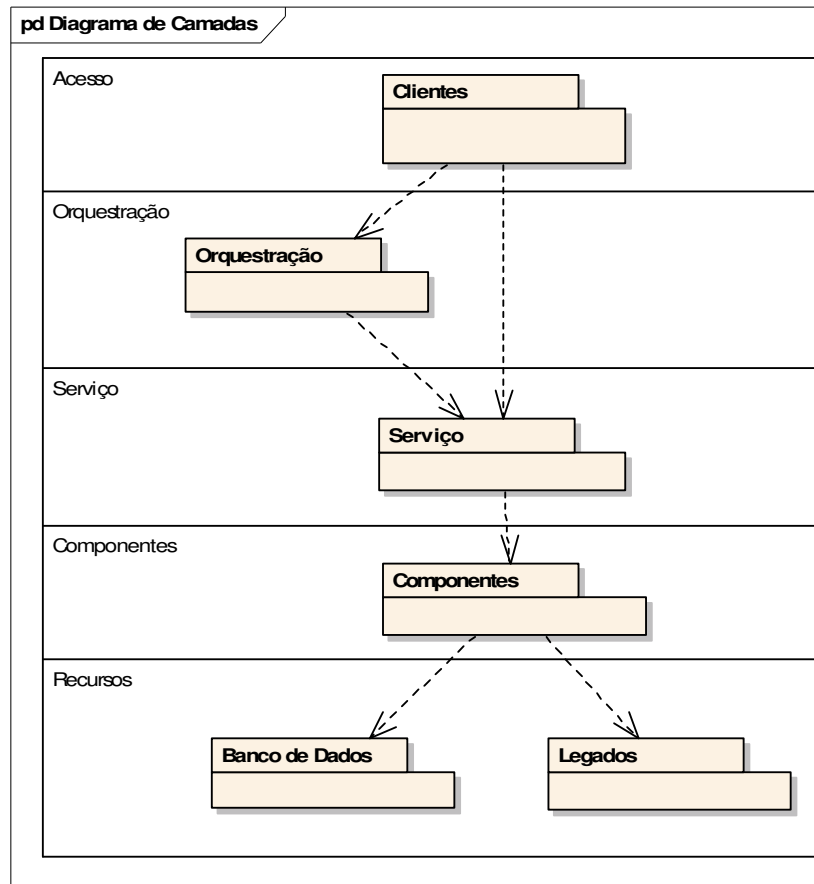 pd Diagrama de Camadas
Acesso
Clientes
Orquestração
Orquestração
Serviço
Serviço
Componentes
Componentes
Recursos
Banco de Dados
Legados